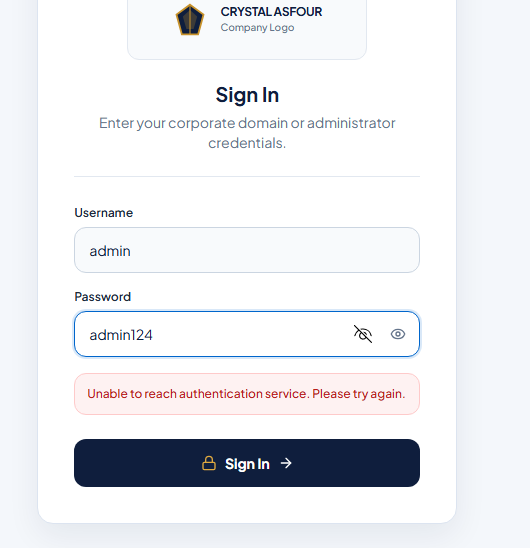 CRYSTAL ASFOUR
Company Logo
Sign In
Enter your corporate domain or administrator
credentials.
Username
admin
Password
admin124
Unable to reach authentication service. Please try again.
Sign In